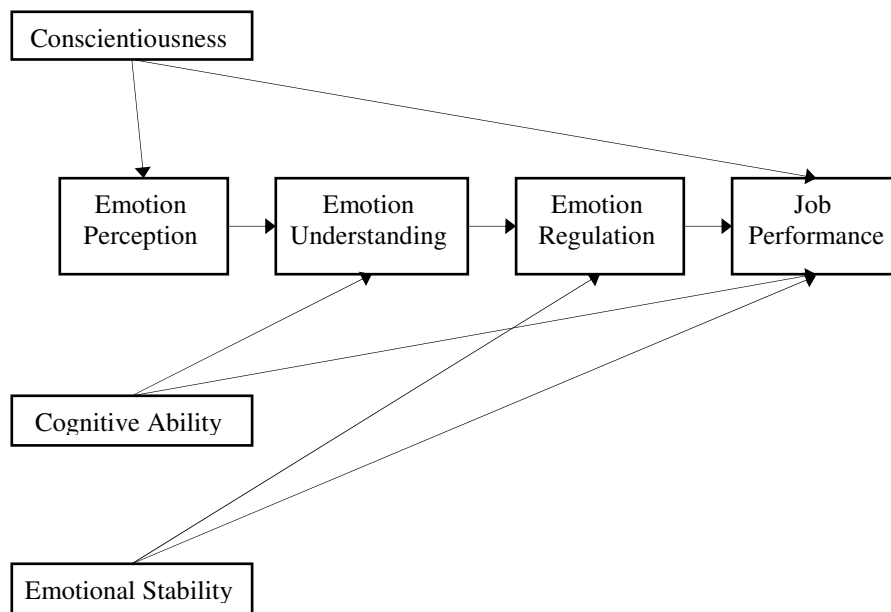 Conscientiousness
Emotion
Perception
Emotion
Understanding
Emotion
Regulation
Job
Performance
Cognitive Ability
Emotional Stability